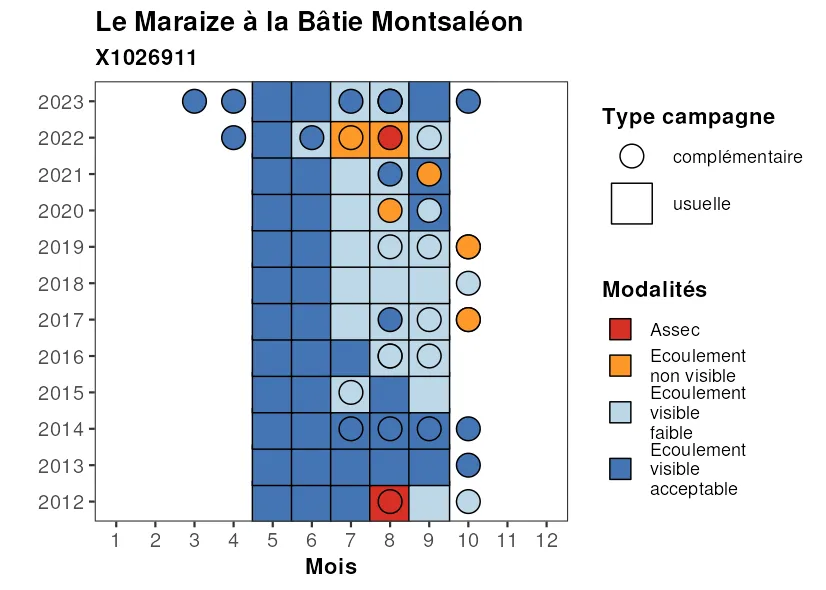 Le Maraize à la Bâtie Montsaléon
X1026911
2023
2022
2021
2020
2019
2018
2017
2016
2015
2014
2013
2012
1 2 3 4 5 6 7 8 9 10 11 12
Mois
Type campagne
complémentaire
usuelle
Modalités
Assec
Ecoulement
non visible
Ecoulement
visible
faible
Ecoulement
visible
acceptable